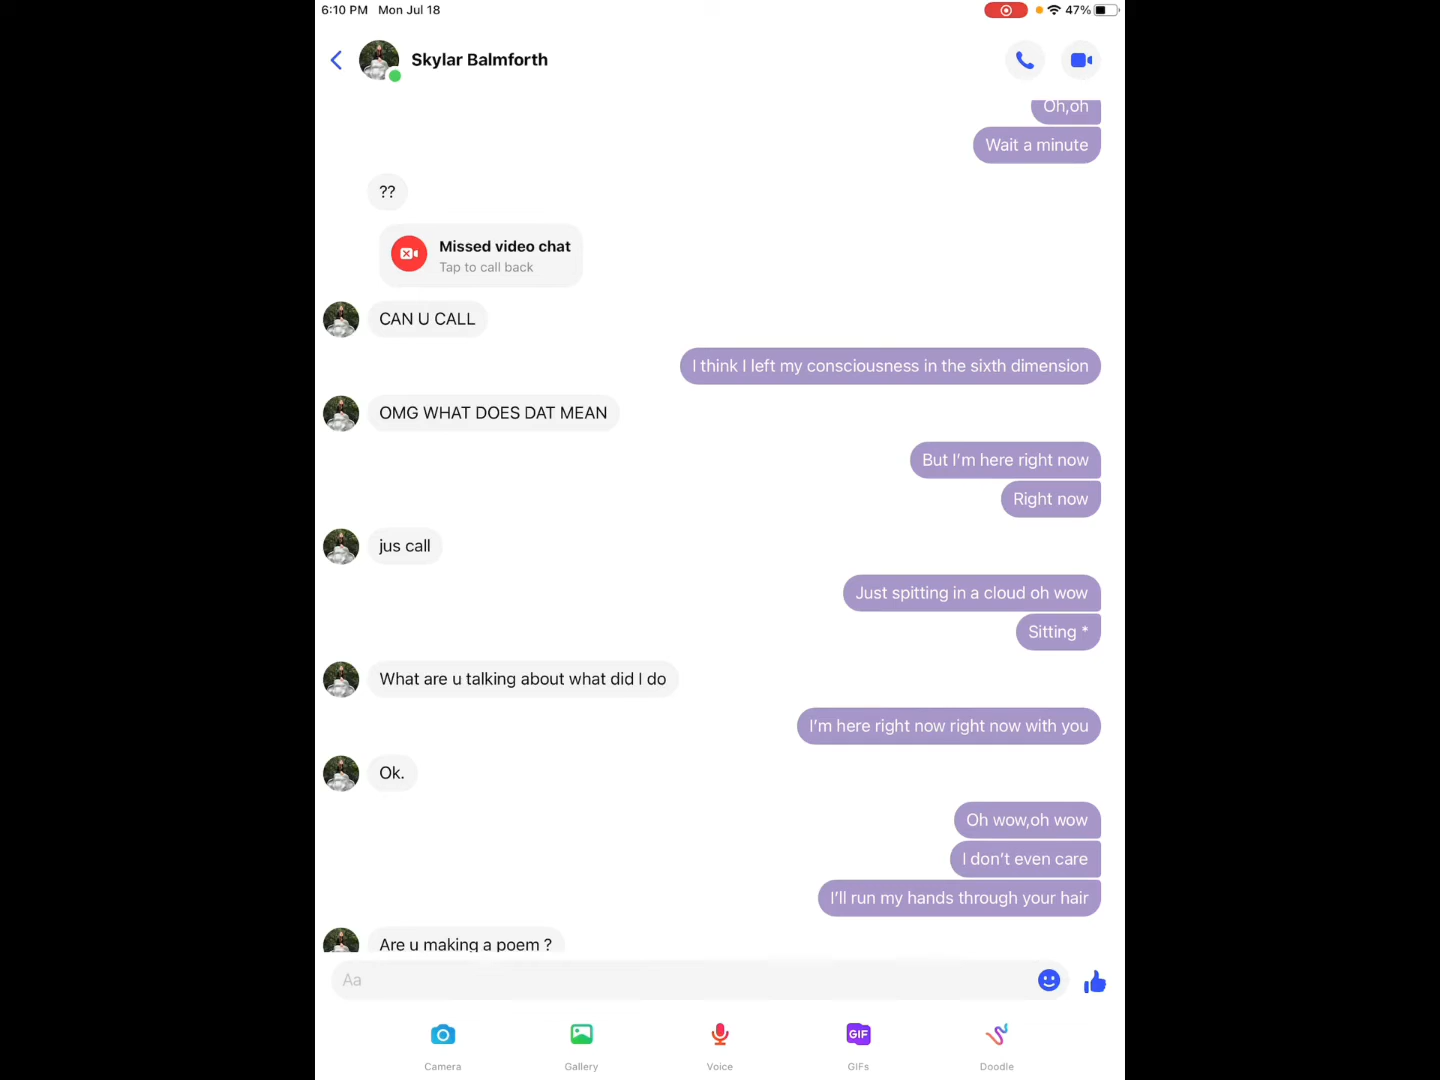 6:10 PM Mon Jul 18
47%
Skylar Balmforth
Oh,oh
Wait a minute
??
Missed video chat
Tap to call back
CAN U CALL
I think I left my consciousness in the sixth dimension
OMG WHAT DOES DAT MEAN
But I’m here right now
Right now
jus call
Just spitting in a cloud oh wow
Sitting *
What are u talking about what did I do
I’m here right now right now with you
Ok.
Oh wow,oh wow
I don’t even care
I’ll run my hands through your hair
Are u making a poem ?
Aa
GIF
Camera Gallery Voice GIFs Doodle